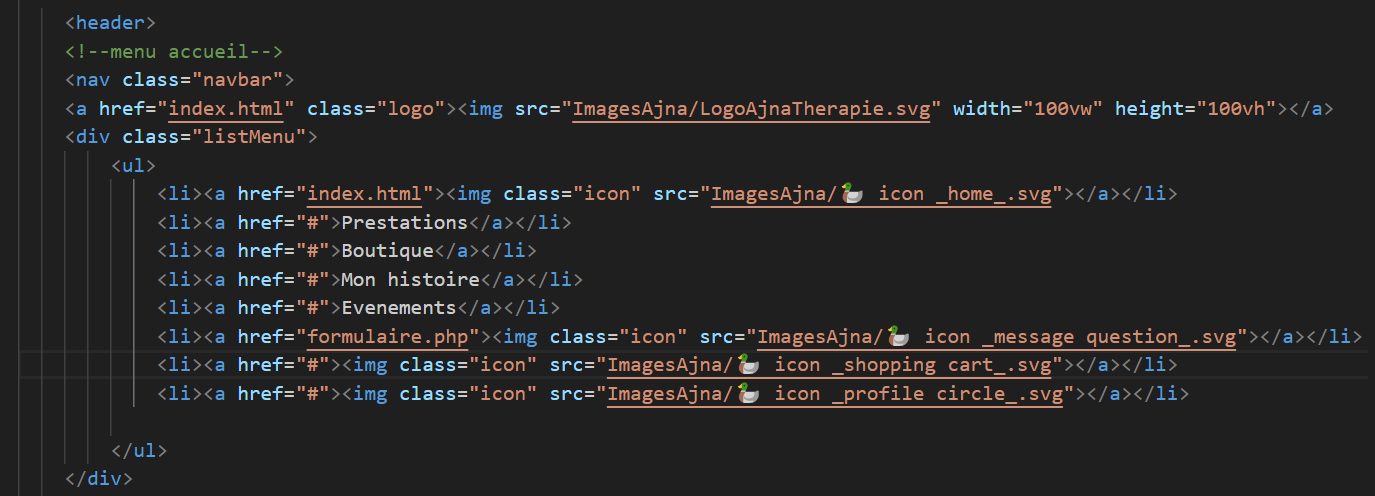 <header>
<!--menu accueil-->
<nav class="navbar">
<a href="index.html" class="logo"><img src="ImagesAjna/LogoAjnaTherapie.svg" width="100vw" height="100vh"></a>
<div class="listMenu">
<ul>
<li><a href="index.html"><img class="icon" src="ImagesAjna/🦆 icon _home_.svg"></a></li>
<li><a href="#">Prestations</a></li>
<li><a href="#">Boutique</a></li>
<li><a href="#">Mon histoire</a></li>
<li><a href="#">Evenements</a></li>
<li><a href="formulaire.php"><img class="icon" src="ImagesAjna/🦆 icon _message question_.svg"></a></li>
<li><a href="#"><img class="icon" src="ImagesAjna/🦆 icon _shopping cart_.svg"></a></li>
<li><a href="#"><img class="icon" src="ImagesAjna/🦆 icon _profile circle_.svg"></a></li>
</ul>
</div>